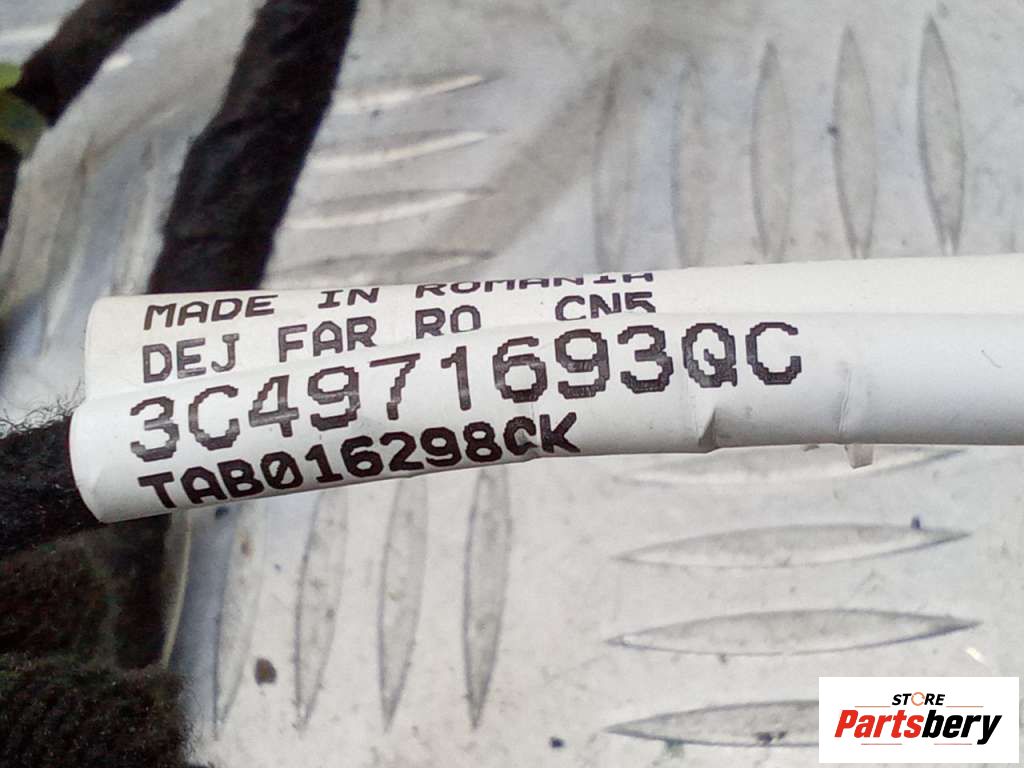 MADE IN ROMANIA
DEJ FAR RO CN5
3C4971693QC
TAB016298CK
STORE
Partsbery